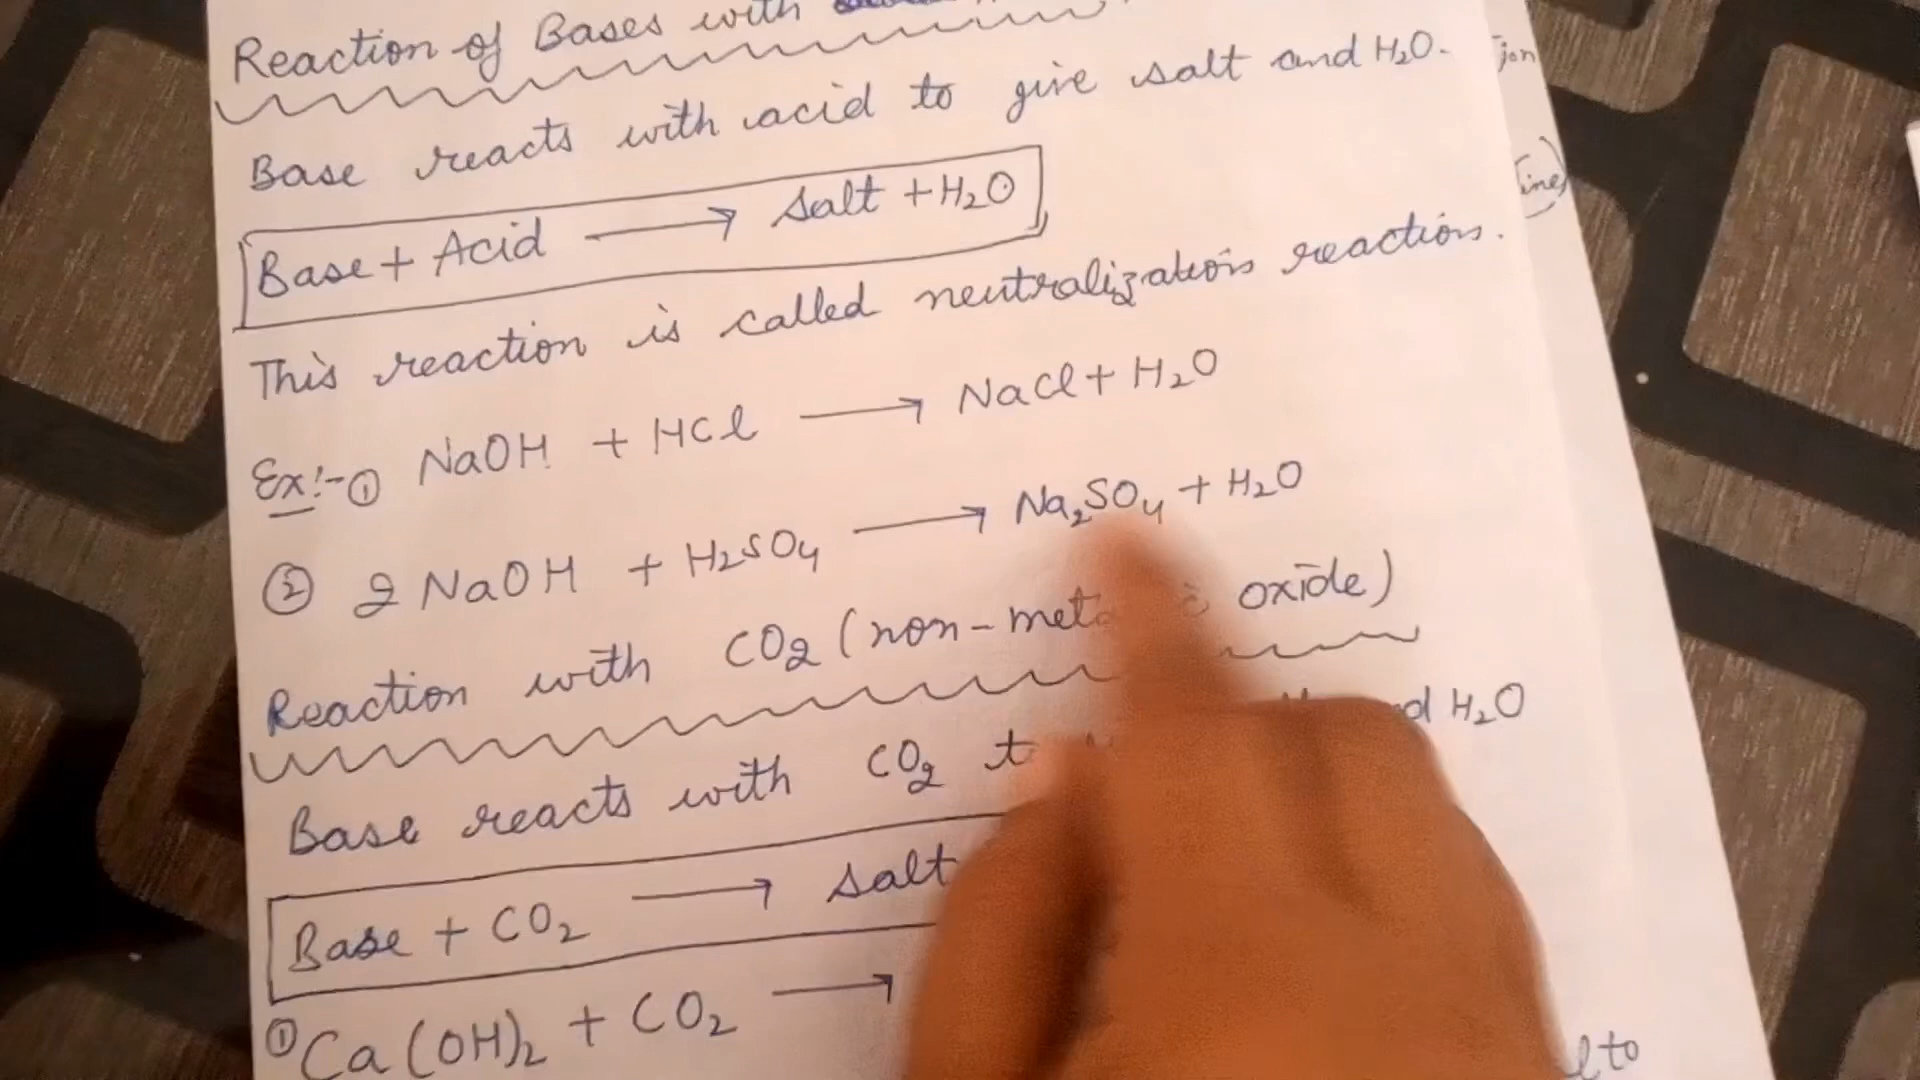 Reaction of Bases with
Base reacts with acid to give salt and H₂O.
Base + Acid ⟶ Salt + H₂O
This reaction is called neutralization reaction.
Ex:- ① NaOH + HCl ⟶ NaCl + H₂O
② 2 NaOH + H₂SO₄ ⟶ Na₂SO₄ + H₂O
Reaction with CO₂ (non-metallic oxide)
Base reacts with CO₂ H₂O
Base + CO₂ ⟶ Salt
① Ca(OH)₂ + CO₂ ⟶
to